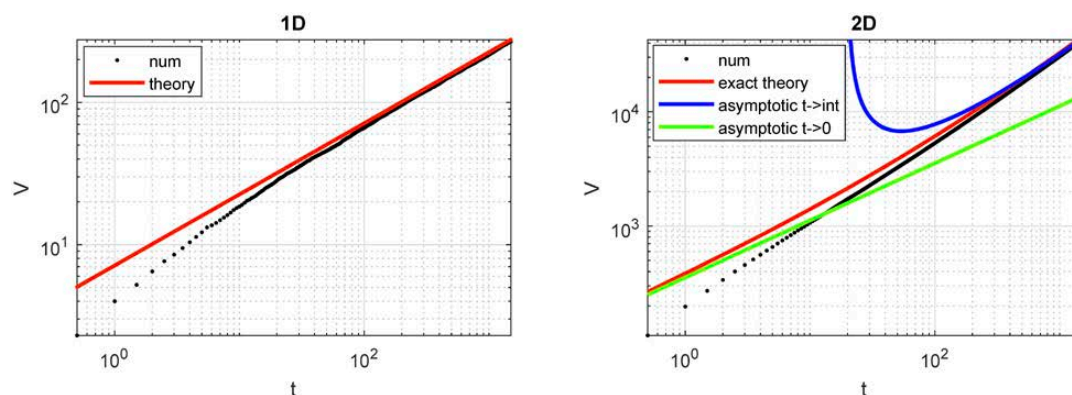 1D
num
theory
10^2
10^1
V
10^0
10^2
t
2D
num
exact theory
asymptotic t->int
asymptotic t->0
10^4
10^3
V
10^0
10^2
t